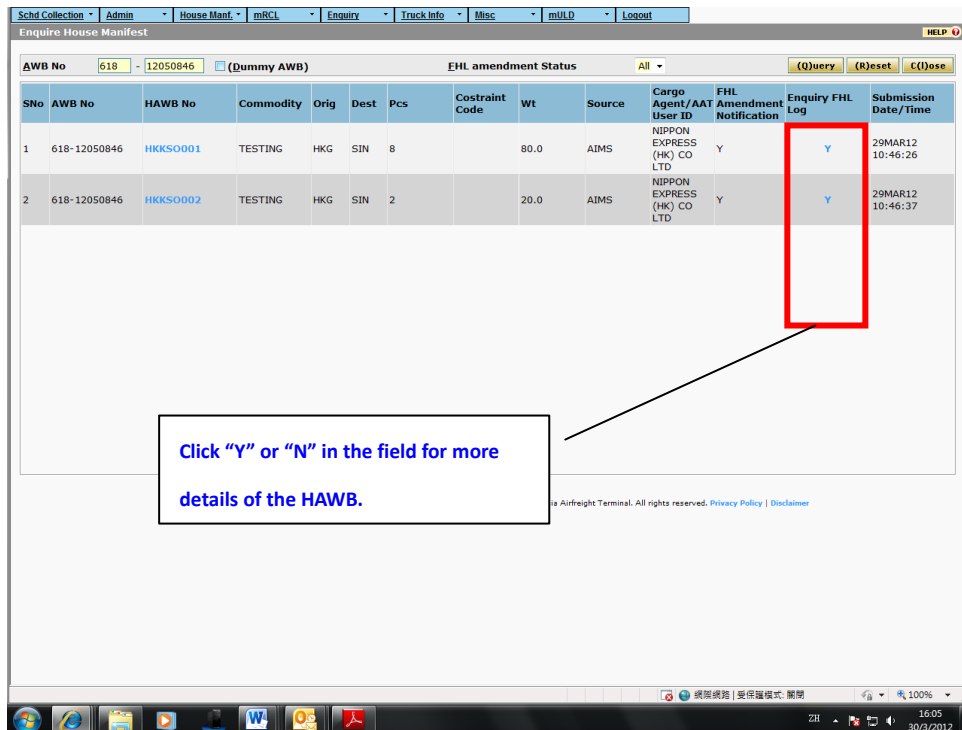 Schd Collection Admin House Manf. mRCL Enquiry Truck Info Misc mULD Logout
Enquire House Manifest HELP
AWB No 618 - 12050846 (Dummy AWB) FHL amendment Status All (Q)uery (R)eset C(l)ose
SNo AWB No HAWB No Commodity Orig Dest Pcs Costraint Code Wt Source Cargo Agent/AAT User ID FHL Amendment Notification Enquiry FHL Log Submission Date/Time
1 618-12050846 HKKSO001 TESTING HKG SIN 8 80.0 AIMS NIPPON EXPRESS (HK) CO LTD Y Y 29MAR12 10:46:26
2 618-12050846 HKKSO002 TESTING HKG SIN 2 20.0 AIMS NIPPON EXPRESS (HK) CO LTD Y Y 29MAR12 10:46:37
Click “Y” or “N” in the field for more
details of the HAWB.
ia Airfreight Terminal. All rights reserved. Privacy Policy | Disclaimer
網際網路 | 受保護模式: 關閉 100%
ZH 16:05
30/3/2012